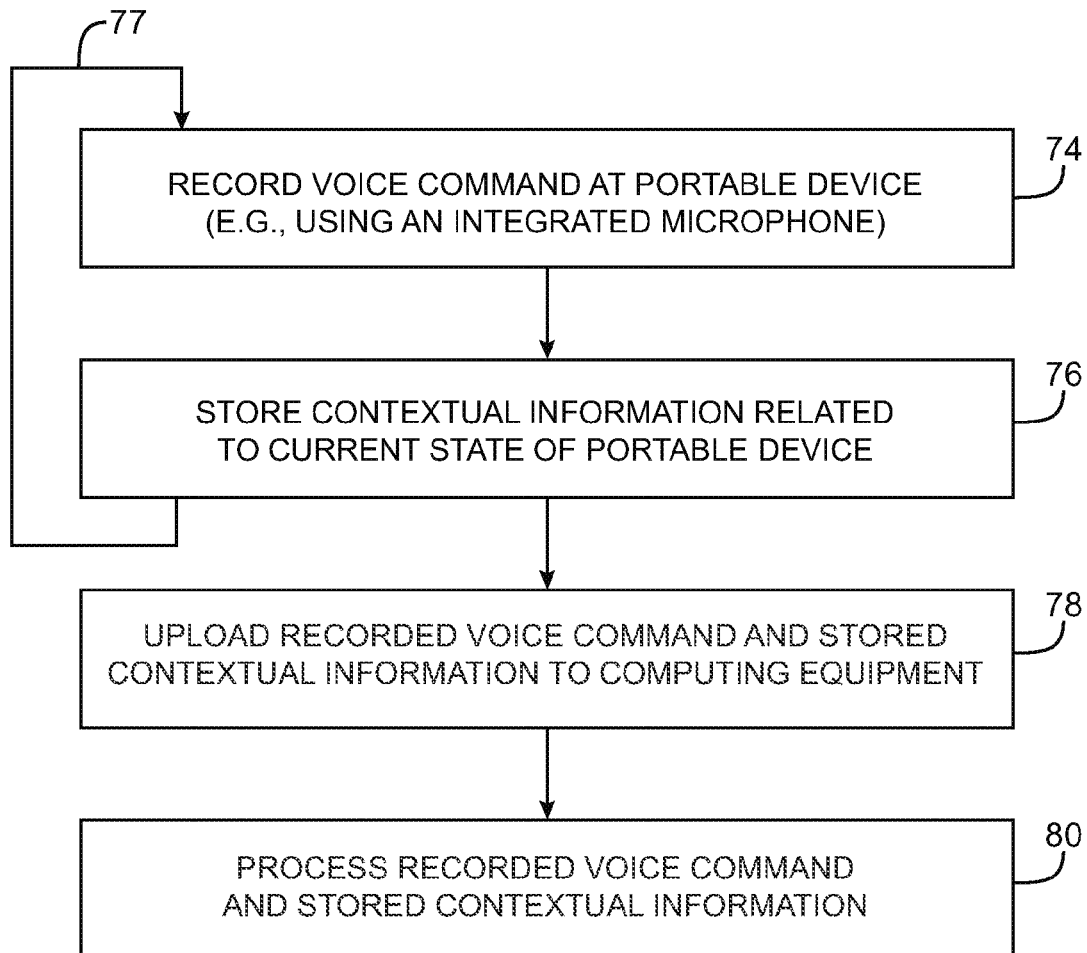 77
RECORD VOICE COMMAND AT PORTABLE DEVICE
(E.G., USING AN INTEGRATED MICROPHONE)
74
STORE CONTEXTUAL INFORMATION RELATED
TO CURRENT STATE OF PORTABLE DEVICE
76
UPLOAD RECORDED VOICE COMMAND AND STORED
CONTEXTUAL INFORMATION TO COMPUTING EQUIPMENT
78
PROCESS RECORDED VOICE COMMAND
AND STORED CONTEXTUAL INFORMATION
80